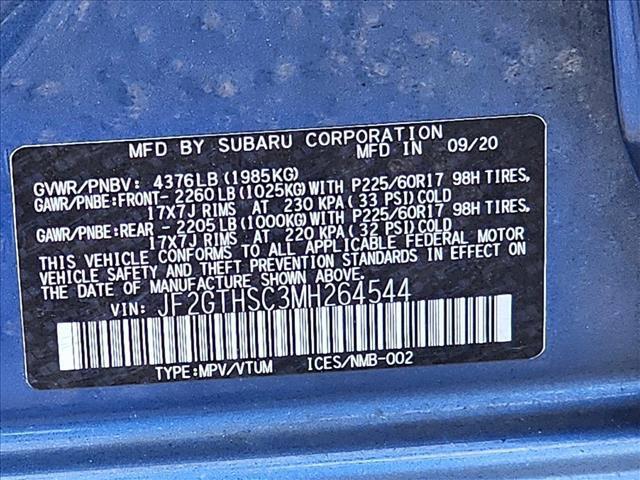 MFD BY SUBARU CORPORATION
MFD IN 09/20
GVWR/PNBV: 4376LB (1985KG)
GAWR/PNBE:FRONT- 2260 LB (1025KG) WITH P225/60R17 98H TIRES,
17X7J RIMS AT 230 KPA (33 PSI) COLD
GAWR/PNBE:REAR - 2205 LB (1000KG) WITH P225/60R17 98H TIRES,
17X7J RIMS AT 220 KPA (32 PSI) COLD
THIS VEHICLE CONFORMS TO ALL APPLICABLE FEDERAL MOTOR
VEHICLE SAFETY AND THEFT PREVENTION STANDARDS IN EFFECT ON
THE DATE OF MANUFACTURE SHOWN ABOVE.
VIN: JF2GTHSC3MH264544
TYPE:MPV/VTUM ICES/NMB-002